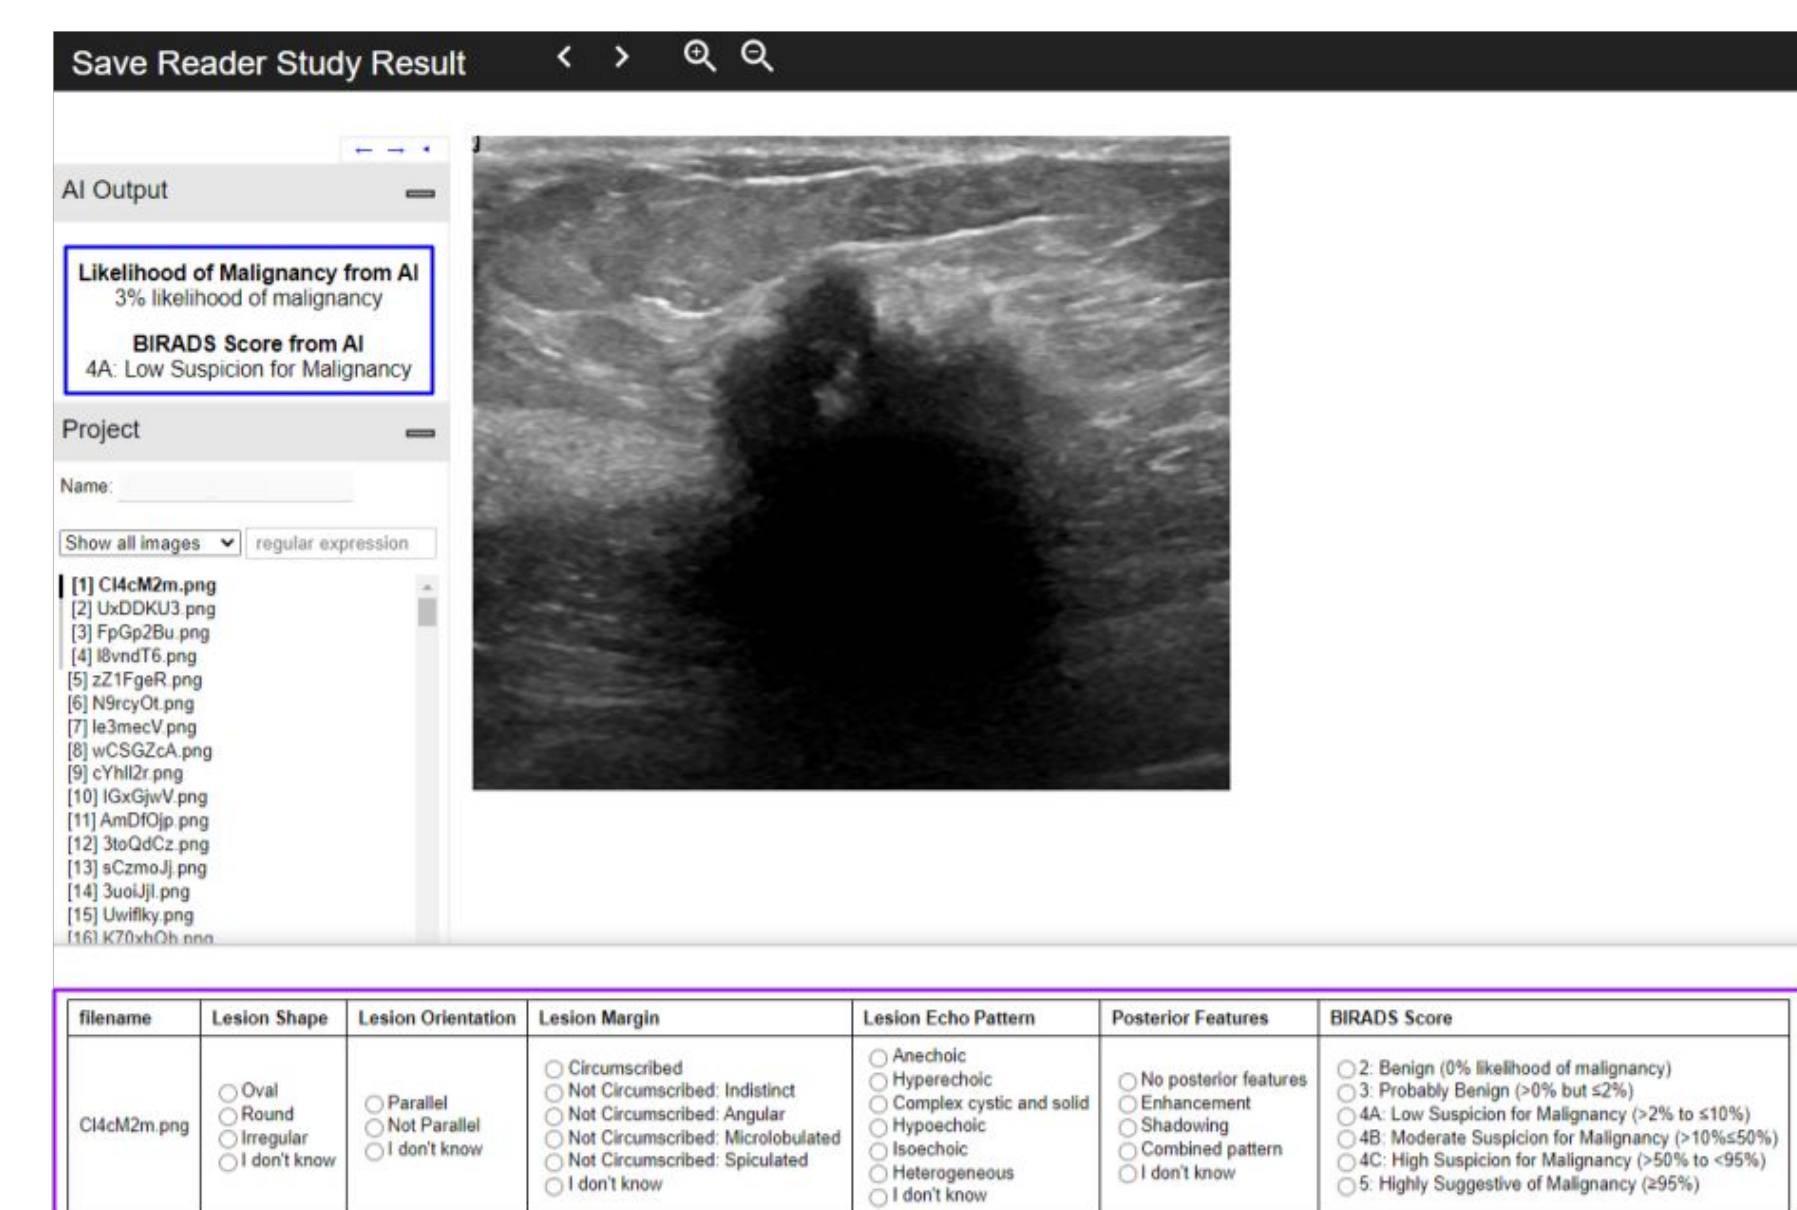 Save Reader Study Result
AI Output
Likelihood of Malignancy from AI
3% likelihood of malignancy
BIRADS Score from AI
4A: Low Suspicion for Malignancy
Project
Name:
Show all images
regular expression
[1] CI4cM2m.png
[2] UxDDKU3.png
[3] FpGp2Bu.png
[4] I8vndT6.png
[5] zZ1FgeR.png
[6] N9rcyOt.png
[7] Ie3mecV.png
[8] wCSGZcA.png
[9] cYhII2r.png
[10] IGxGjwV.png
[11] AmDfOjp.png
[12] 3toQdCz.png
[13] sCzmoJj.png
[14] 3uoiJjI.png
[15] Uwiflky.png
[16] K70xhQh.png
filename
Lesion Shape
Lesion Orientation
Lesion Margin
Lesion Echo Pattern
Posterior Features
BIRADS Score
CI4cM2m.png
Oval
Round
Irregular
I don't know
Parallel
Not Parallel
I don't know
Circumscribed
Not Circumscribed: Indistinct
Not Circumscribed: Angular
Not Circumscribed: Microlobulated
Not Circumscribed: Spiculated
I don't know
Anechoic
Hyperechoic
Complex cystic and solid
Hypoechoic
Isoechoic
Heterogeneous
I don't know
No posterior features
Enhancement
Shadowing
Combined pattern
I don't know
2: Benign (0% likelihood of malignancy)
3: Probably Benign (>0% but ≤2%)
4A: Low Suspicion for Malignancy (>2% to ≤10%)
4B: Moderate Suspicion for Malignancy (>10%≤50%)
4C: High Suspicion for Malignancy (>50% to <95%)
5: Highly Suggestive of Malignancy (≥95%)